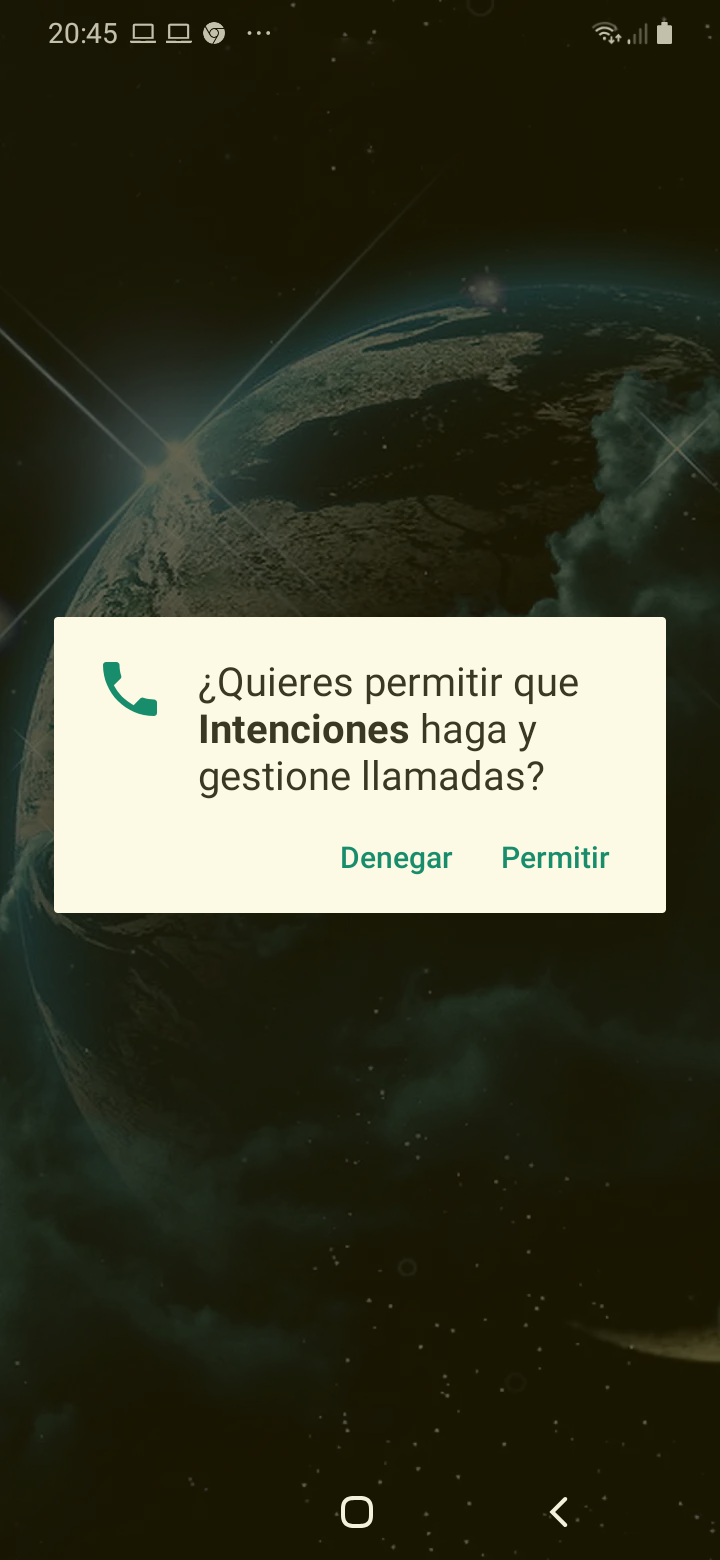 20:45
¿Quieres permitir que
Intenciones haga y
gestione llamadas?
Denegar Permitir